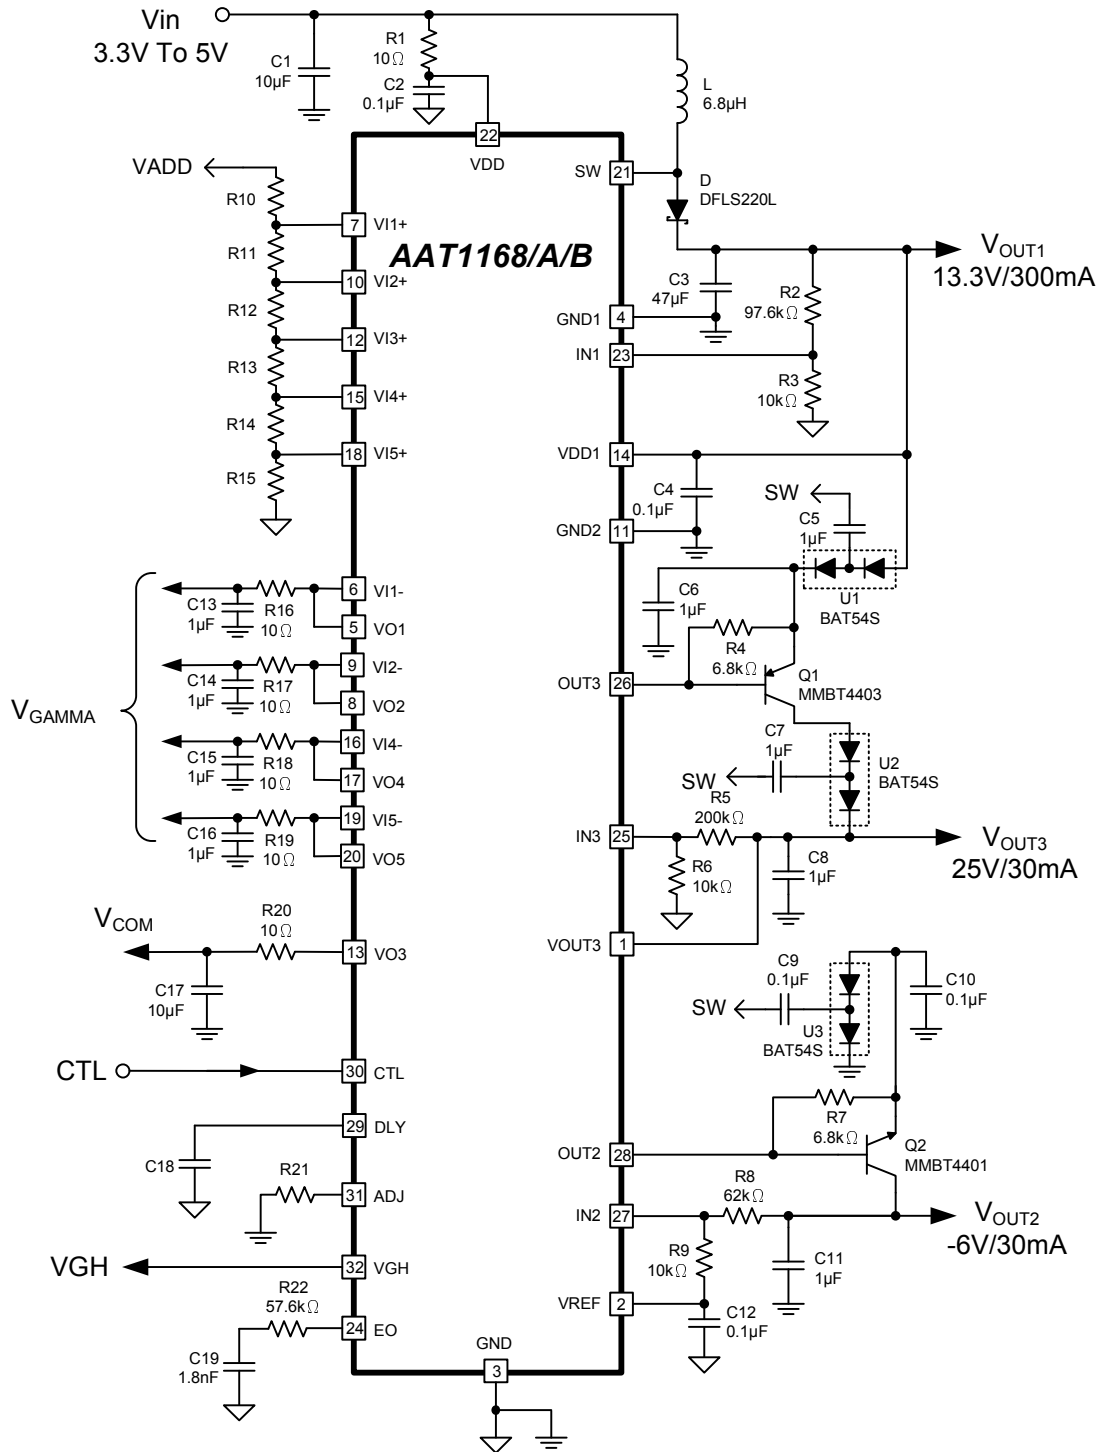 Vin
3.3V To 5V
C1
10µF
R1
10Ω
C2
0.1µF
L
6.8µH
22
VDD
VADD
SW
21
D
DFLS220L
R10
7
VI1+
AAT1168/A/B
VOUT1
13.3V/300mA
R11
10
VI2+
C3
47µF
R2
97.6kΩ
R12
GND1
4
12
VI3+
IN1
23
R13
R3
10kΩ
15
VI4+
R14
18
VI5+
VDD1
14
R15
C4
0.1µF
SW
C5
1µF
GND2
11
6
VI1-
C13
1µF
R16
10Ω
5
VO1
C6
1µF
U1
BAT54S
R4
6.8kΩ
9
VI2-
C14
1µF
R17
10Ω
8
VO2
OUT3
26
Q1
MMBT4403
VGAMMA
16
VI4-
C15
1µF
R18
10Ω
17
VO4
C7
1µF
SW
U2
BAT54S
R5
200kΩ
19
VI5-
C16
1µF
R19
10Ω
20
VO5
IN3
25
VOUT3
25V/30mA
R6
10kΩ
C8
1µF
VCOM
R20
10Ω
13
VO3
VOUT3
1
C17
10µF
C9
0.1µF
SW
U3
BAT54S
C10
0.1µF
CTL
30
CTL
29
DLY
C18
R7
6.8kΩ
OUT2
28
Q2
MMBT4401
R21
31
ADJ
R8
62kΩ
IN2
27
VOUT2
-6V/30mA
VGH
32
VGH
R9
10kΩ
C11
1µF
R22
57.6kΩ
24
EO
VREF
2
C12
0.1µF
C19
1.8nF
GND
3